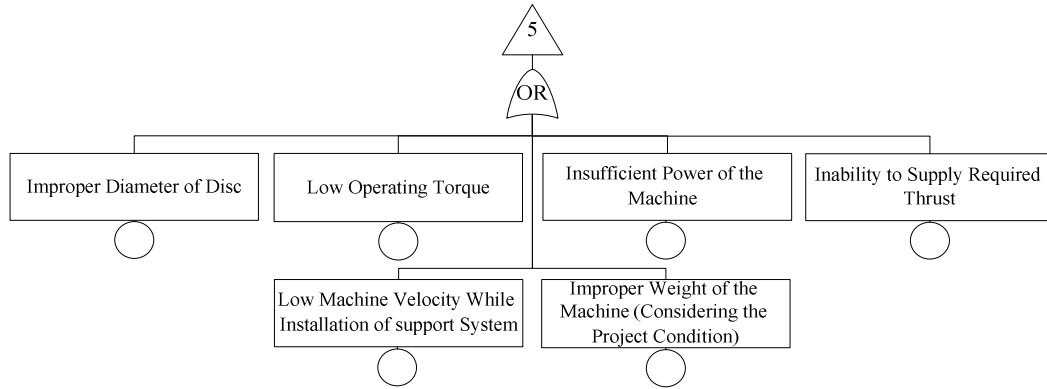 5
OR
Improper Diameter of Disc
Low Operating Torque
Insufficient Power of the
Machine
Inability to Supply Required
Thrust
Low Machine Velocity While
Installation of support System
Improper Weight of the
Machine (Considering the
Project Condition)